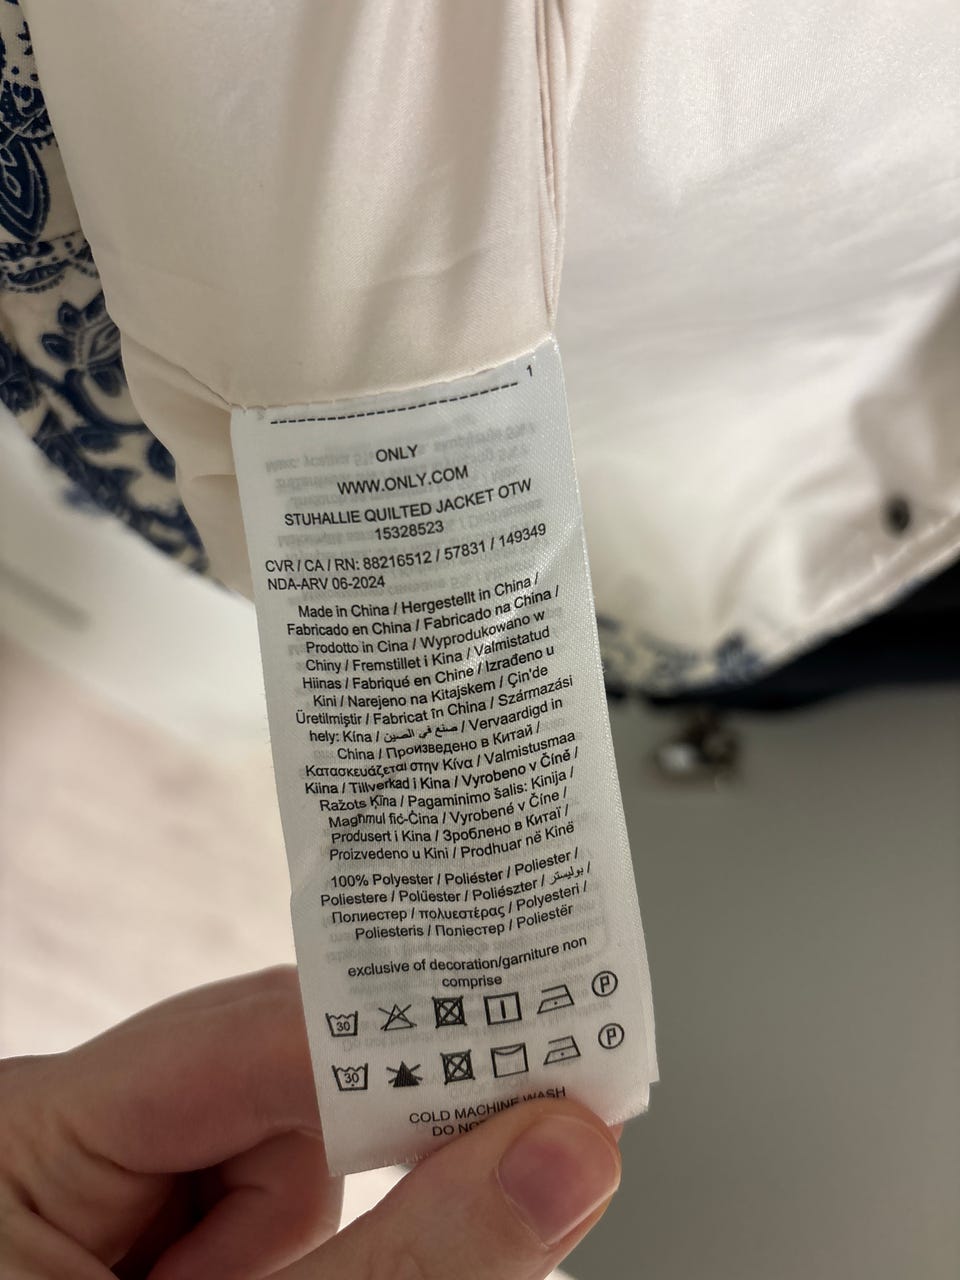 1
ONLY
WWW.ONLY.COM
STUHALLIE QUILTED JACKET OTW
15328523
CVR / CA / RN: 88216512 / 57831 / 149349
NDA-ARV 06-2024
Made in China / Hergestellt in China /
Fabricado en China / Fabricado na China /
Prodotto in Cina / Wyprodukowano w
Chiny / Fremstillet i Kina / Valmistatud
Hiinas / Fabriqué en Chine / Izrađeno u
Kini / Narejeno na Kitajskem / Çin'de
Üretilmiştir / Fabricat în China / Származási
hely: Kína / صنع في الصين / Vervaardigd in
China / Произведено в Китай /
Κατασκευάζεται στην Κίνα / Valmistusmaa
Kiina / Tillverkad i Kina / Vyrobeno v Číně /
Ražots Ķīna / Pagaminimo šalis: Kinija /
Magħmul fiċ-Ċina / Vyrobené v Číne /
Produsert i Kina / Зроблено в Китаї /
Proizvedeno u Kini / Prodhuar në Kinë
100% Polyester / Poliéster / Poliester /
Poliestere / Polüester / Poliészter / بوليستر /
Полиестер / πολυεστέρας / Polyesteri /
Poliesteris / Поліестер / Poliestër
exclusive of decoration/garniture non
comprise
30 P
30 P
COLD MACHINE WASH
DO